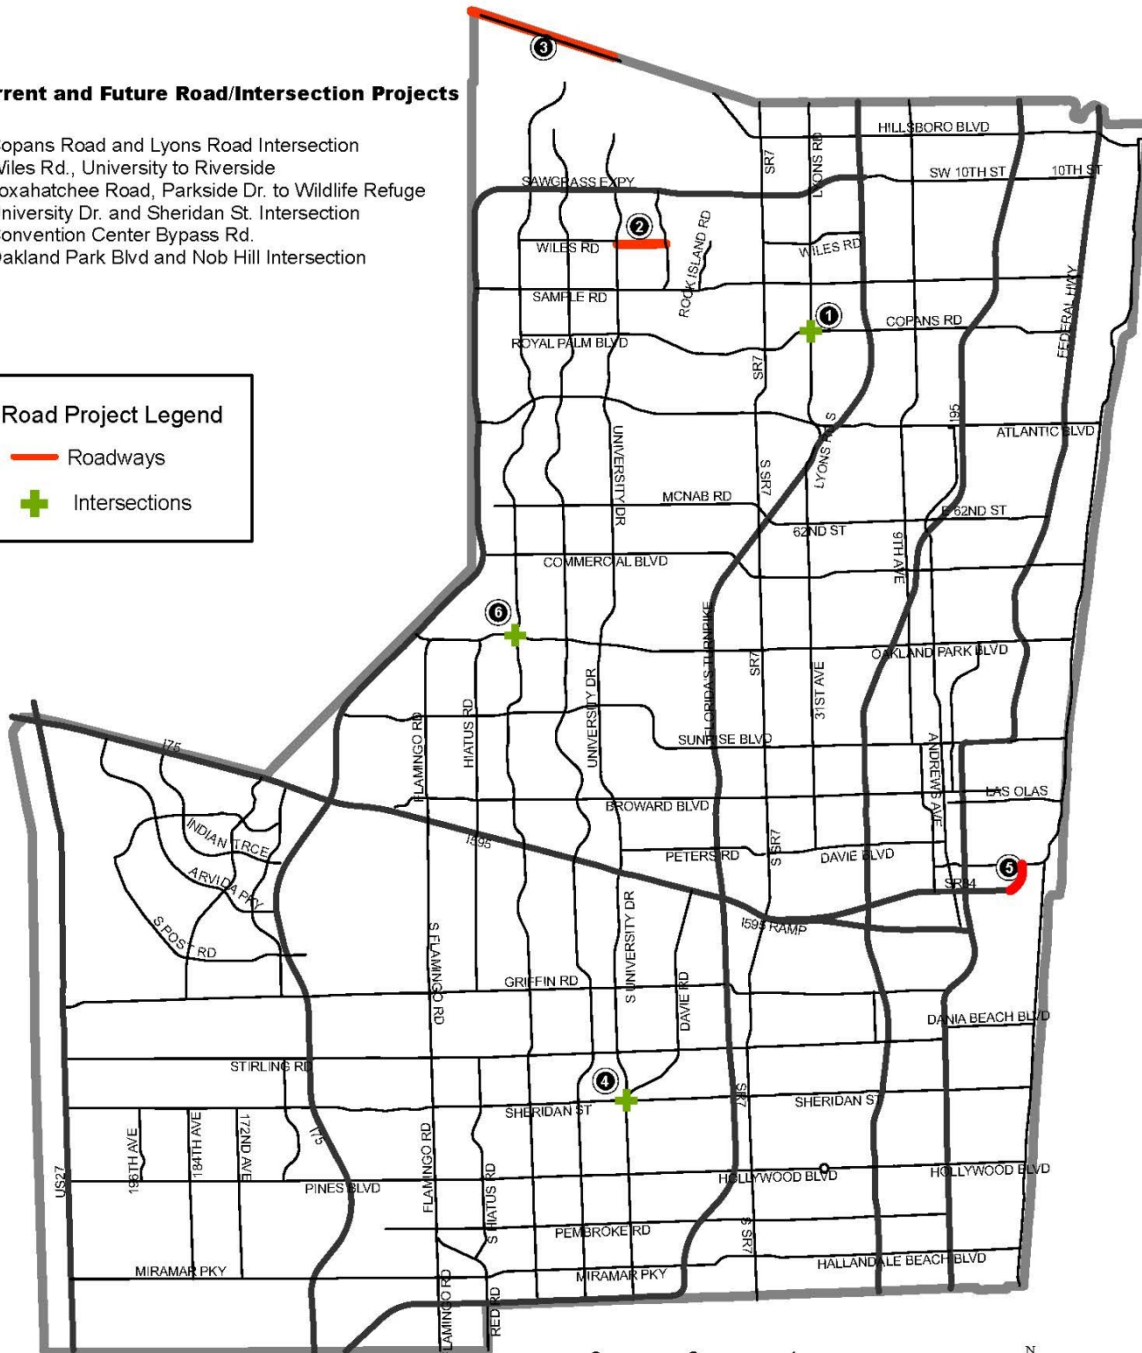 rrent and Future Road/Intersection Projects
opans Road and Lyons Road Intersection
Wiles Rd., University to Riverside
oxahatchee Road, Parkside Dr. to Wildlife Refuge
University Dr. and Sheridan St. Intersection
Convention Center Bypass Rd.
Oakland Park Blvd and Nob Hill Intersection
Road Project Legend
Roadways
Intersections
3
HILLSBORO BLVD
SR7
LYONS RD
SW 10TH ST
10TH ST
SAWGRASS EXPY
2
WILES RD
ROCK ISLAND RD
WILES RD
SAMPLE RD
FEDERAL HWY
1
COPANS RD
ROYAL PALM BLVD
SR7
I95
UNIVERSITY DR
LYONS RD S
ATLANTIC BLVD
S SR7
MCNAB RD
E 62ND ST
62ND ST
9TH AVE
COMMERCIAL BLVD
6
FLORIDA'S TURNPIKE
SR7
OAKLAND PARK BLVD
31ST AVE
UNIVERSITY DR
FLAMINGO RD
HIATUS RD
SUNRISE BLVD
I75
ANDREWS AVE
LAS OLAS
BROWARD BLVD
INDIAN TRCE
I595
S SR7
PETERS RD
DAVIE BLVD
5
ARVIDA PKY
SR84
S POST RD
S UNIVERSITY DR
I595 RAMP
S FLAMINGO RD
GRIFFIN RD
DAVIE RD
DANIA BEACH BLVD
STIRLING RD
4
SR7
SHERIDAN ST
SHERIDAN ST
196TH AVE
184TH AVE
172ND AVE
I75
FLAMINGO RD
US27
PINES BLVD
S HIATUS RD
HOLLYWOOD BLVD
HOLLYWOOD BLVD
PEMBROKE RD
S SR7
HALLANDALE BEACH BLVD
MIRAMAR PKY
MIRAMAR PKY
LAMINGO RD
RED RD
N